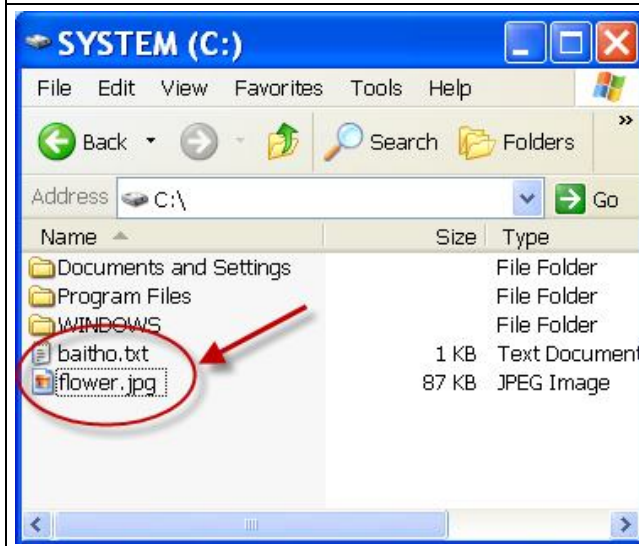 SYSTEM (C:)
File Edit View Favorites Tools Help
Back Search Folders »
Address C:\ Go
Name Size Type
Documents and Settings File Folder
Program Files File Folder
WINDOWS File Folder
baitho.txt 1 KB Text Document
flower.jpg 87 KB JPEG Image